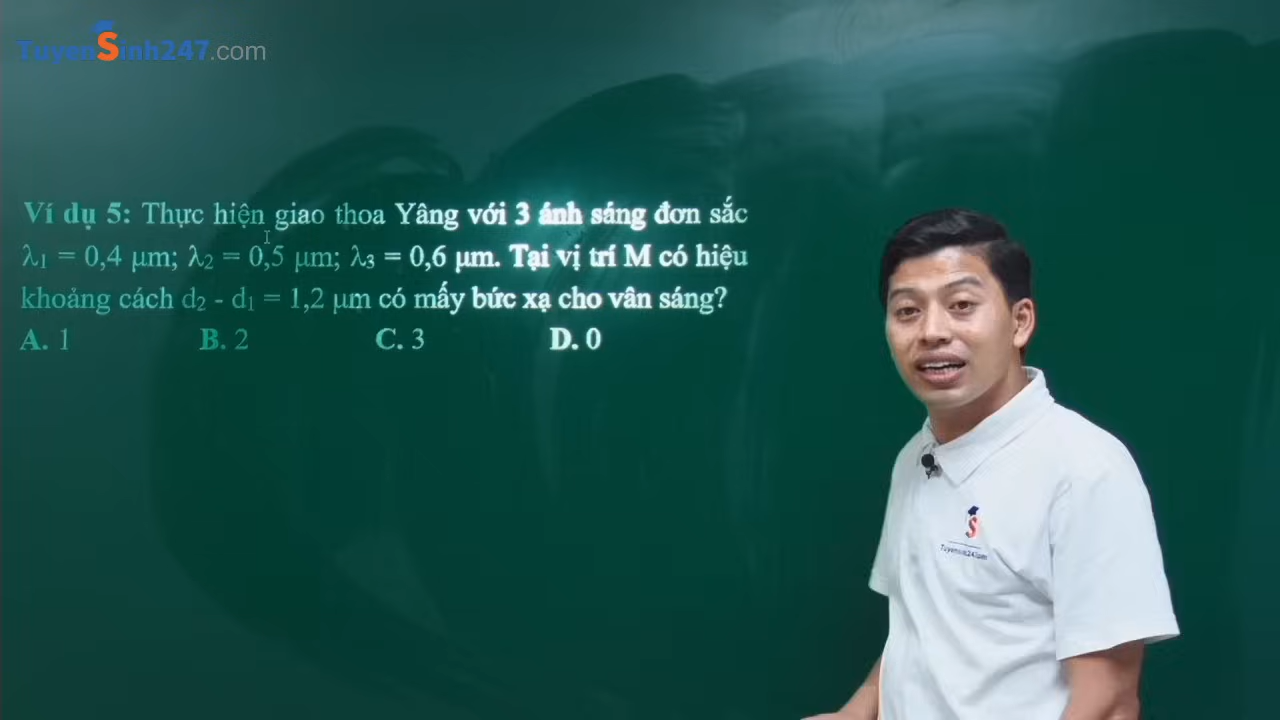 TuyenSinh247.com
Ví dụ 5: Thực hiện giao thoa Yâng với 3 ánh sáng đơn sắc
λ₁ = 0,4 μm; λ₂ = 0,5 μm; λ₃ = 0,6 μm. Tại vị trí M có hiệu
khoảng cách d₂ - d₁ = 1,2 μm có mấy bức xạ cho vân sáng?
A. 1 B. 2 C. 3 D. 0
S
Tuyensinh247.com